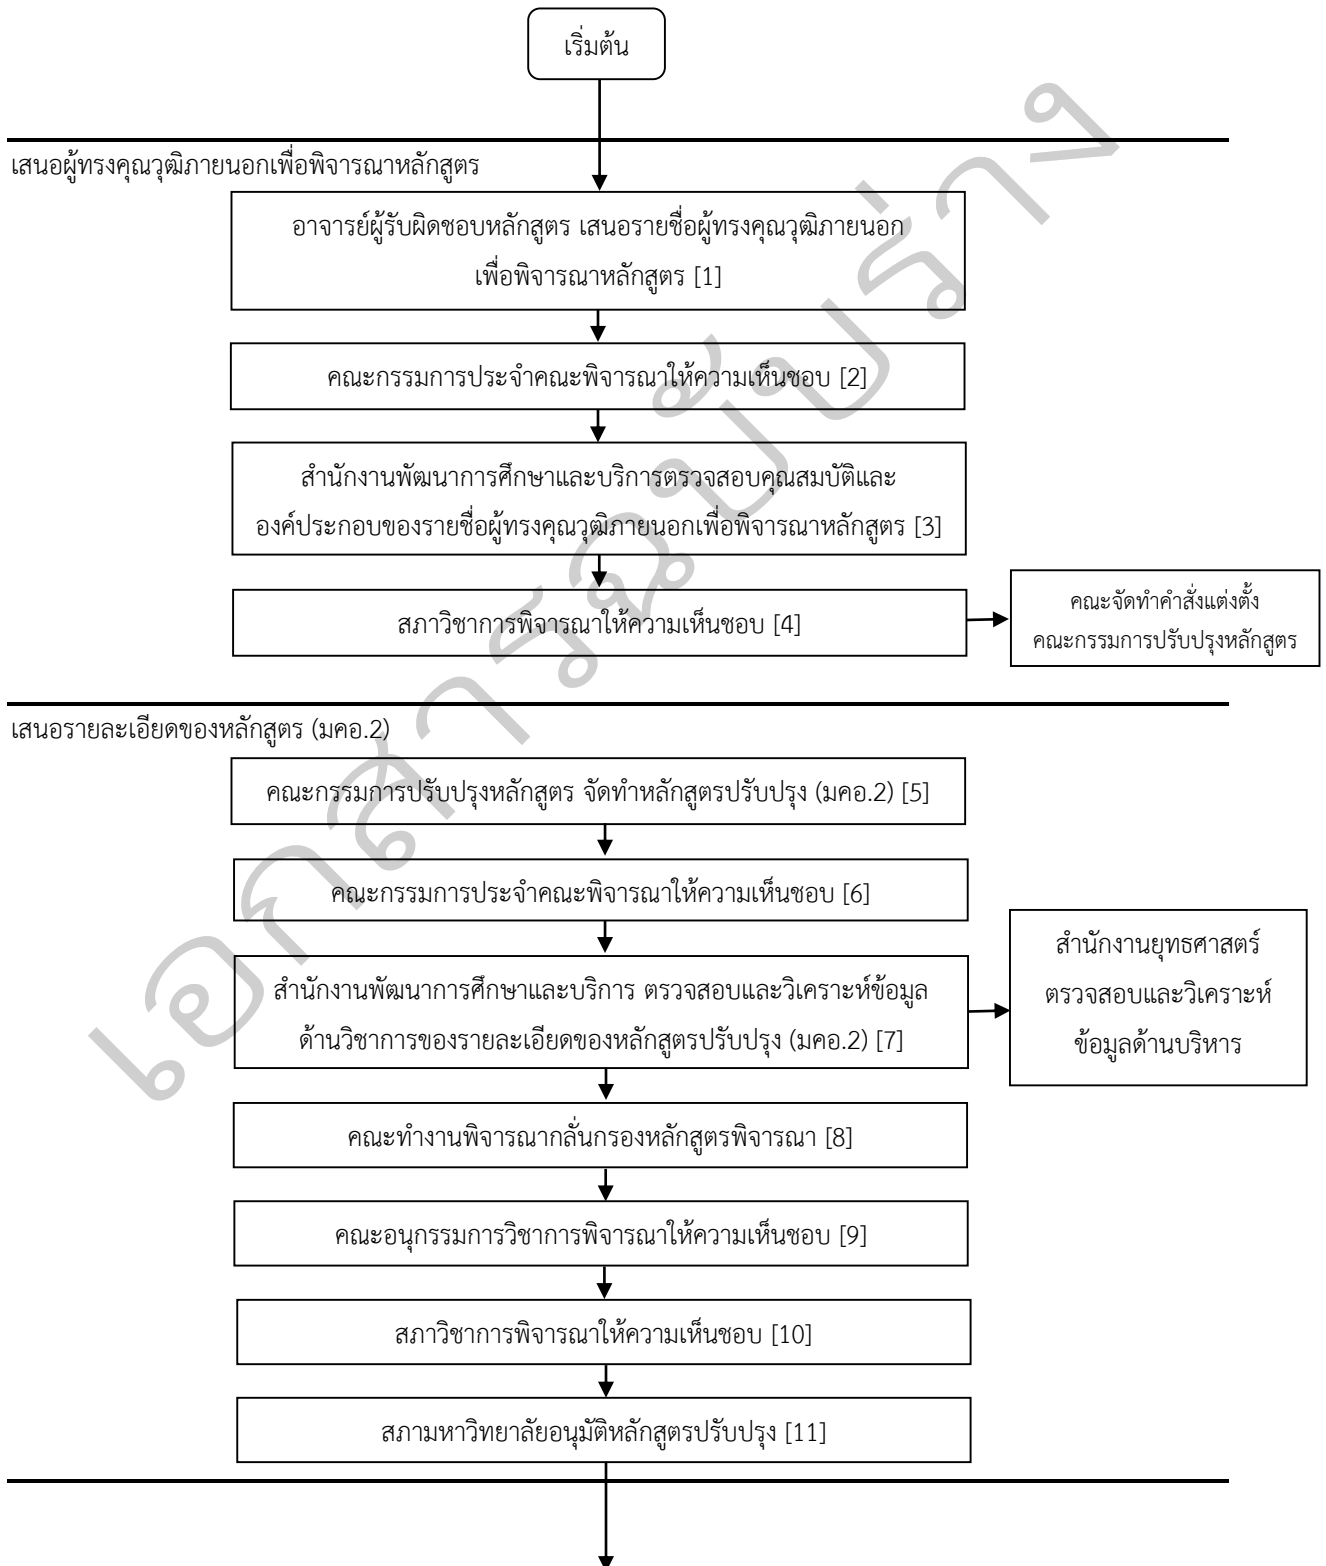 เริ่มต้น
เสนอผู้ทรงคุณวุฒิภายนอกเพื่อพิจารณาหลักสูตร
อาจารย์ผู้รับผิดชอบหลักสูตร เสนอรายชื่อผู้ทรงคุณวุฒิภายนอก
เพื่อพิจารณาหลักสูตร [1]
คณะกรรมการประจำคณะพิจารณาให้ความเห็นชอบ [2]
สำนักงานพัฒนาการศึกษาและบริการตรวจสอบคุณสมบัติและ
องค์ประกอบของรายชื่อผู้ทรงคุณวุฒิภายนอกเพื่อพิจารณาหลักสูตร [3]
สภาวิชาการพิจารณาให้ความเห็นชอบ [4]
คณะจัดทำคำสั่งแต่งตั้ง
คณะกรรมการปรับปรุงหลักสูตร
เสนอรายละเอียดของหลักสูตร (มคอ.2)
คณะกรรมการปรับปรุงหลักสูตร จัดทำหลักสูตรปรับปรุง (มคอ.2) [5]
คณะกรรมการประจำคณะพิจารณาให้ความเห็นชอบ [6]
สำนักงานพัฒนาการศึกษาและบริการ ตรวจสอบและวิเคราะห์ข้อมูล
ด้านวิชาการของรายละเอียดของหลักสูตรปรับปรุง (มคอ.2) [7]
สำนักงานยุทธศาสตร์
ตรวจสอบและวิเคราะห์
ข้อมูลด้านบริหาร
คณะทำงานพิจารณากลั่นกรองหลักสูตรพิจารณา [8]
คณะอนุกรรมการวิชาการพิจารณาให้ความเห็นชอบ [9]
สภาวิชาการพิจารณาให้ความเห็นชอบ [10]
สภามหาวิทยาลัยอนุมัติหลักสูตรปรับปรุง [11]
เอกสารฉบับร่าง